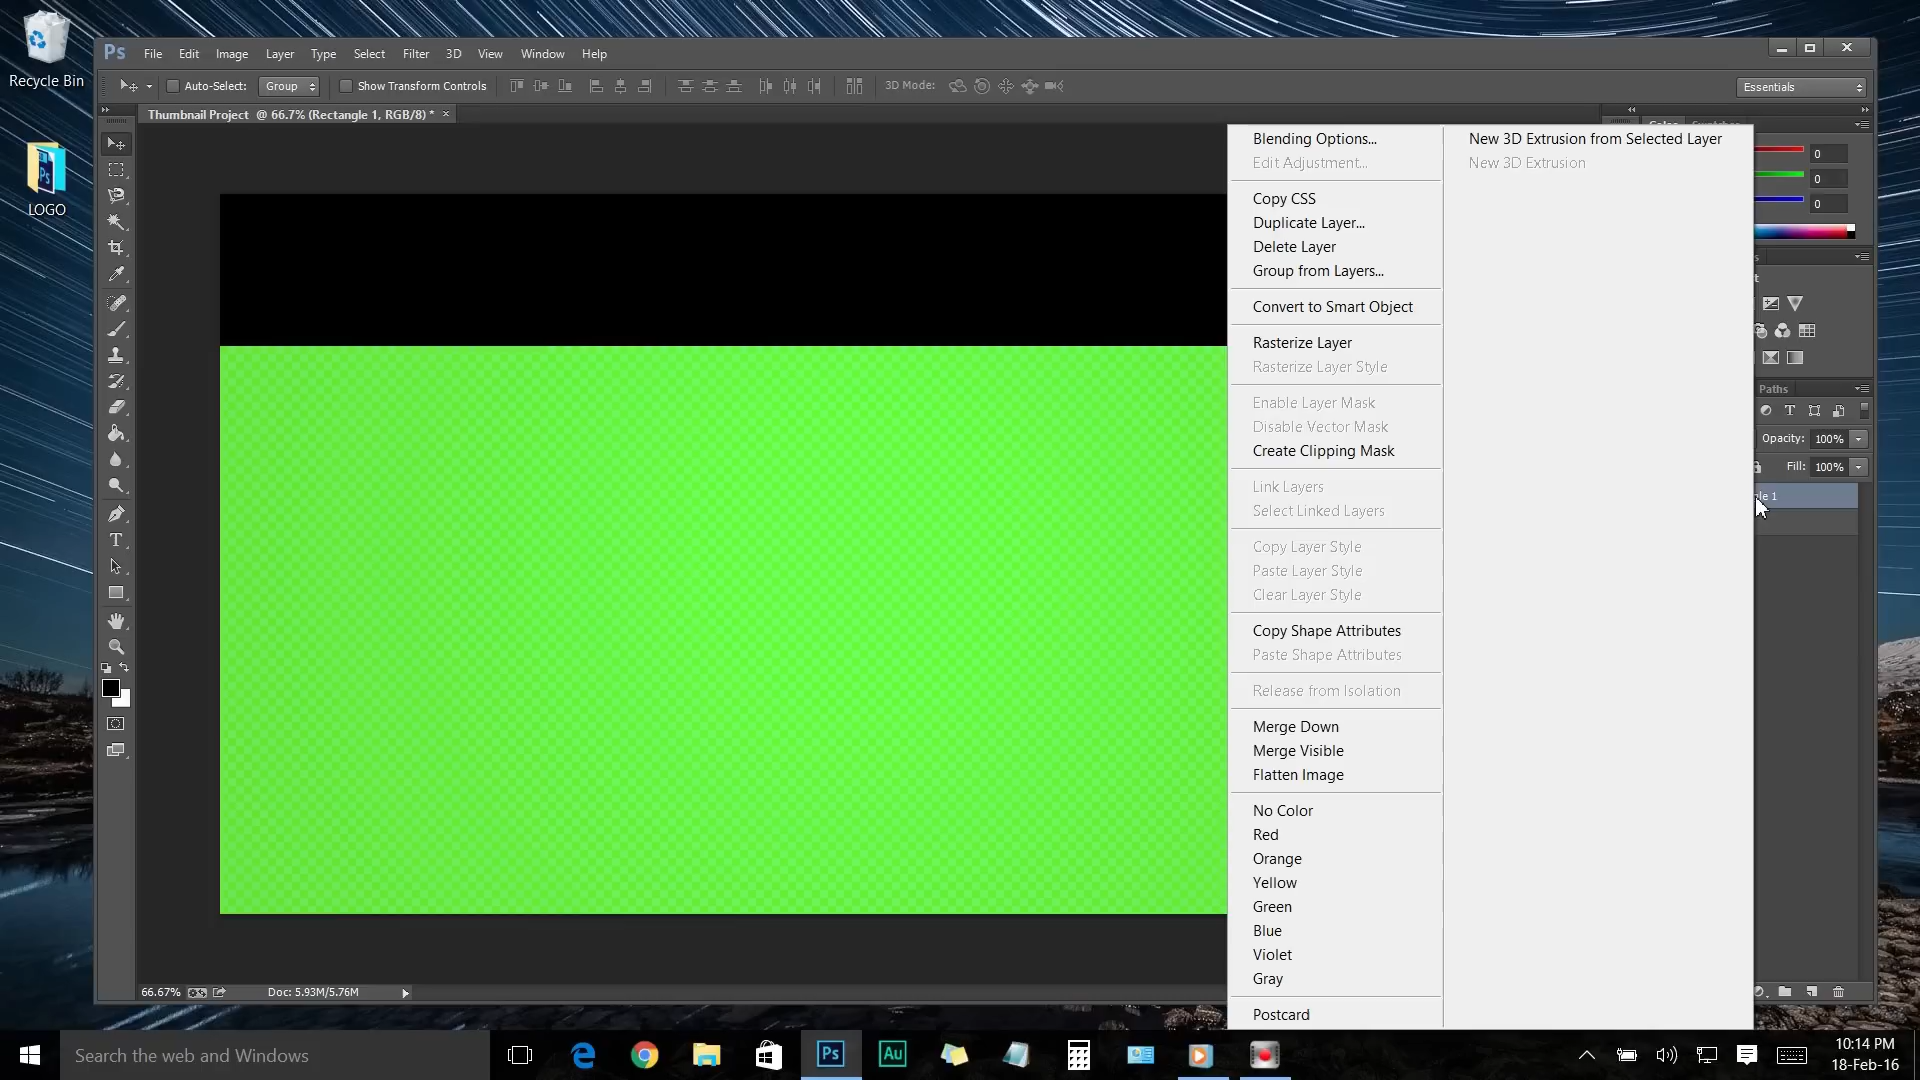 Recycle Bin
LOGO
Ps
File Edit Image Layer Type Select Filter 3D View Window Help
Auto-Select: Group Show Transform Controls 3D Mode: Essentials
Thumbnail Project @ 66.7% (Rectangle 1, RGB/8) * ×
0
0
0
Paths
Opacity: 100%
Fill: 100%
le 1
Blending Options...
Edit Adjustment...
Copy CSS
Duplicate Layer...
Delete Layer
Group from Layers...
Convert to Smart Object
Rasterize Layer
Rasterize Layer Style
Enable Layer Mask
Disable Vector Mask
Create Clipping Mask
Link Layers
Select Linked Layers
Copy Layer Style
Paste Layer Style
Clear Layer Style
Copy Shape Attributes
Paste Shape Attributes
Release from Isolation
Merge Down
Merge Visible
Flatten Image
No Color
Red
Orange
Yellow
Green
Blue
Violet
Gray
Postcard
New 3D Extrusion from Selected Layer
New 3D Extrusion
66.67% Doc: 5.93M/5.76M
Search the web and Windows
Ps
Au
10:14 PM
18-Feb-16